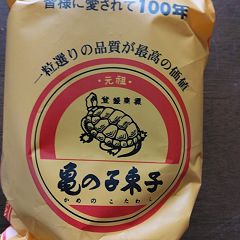 皆様に愛されて100年
一粒選りの品質が最高の価値
・元祖・
登録商標
亀の子束子
かめのこたわし